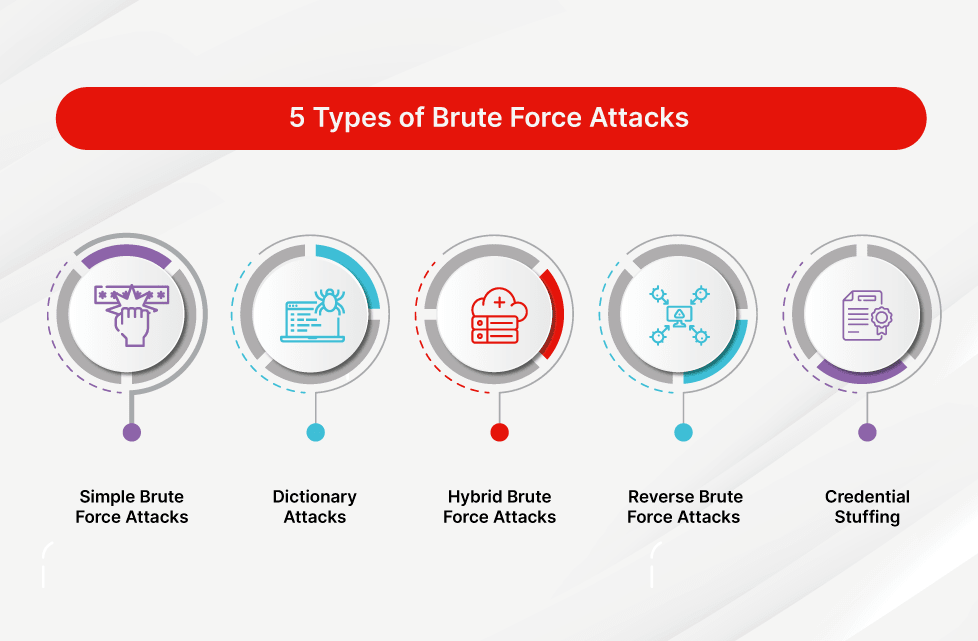 5 Types of Brute Force Attacks
Simple Brute
Force Attacks
Dictionary
Attacks
Hybrid Brute
Force Attacks
Reverse Brute
Force Attacks
Credential
Stuffing